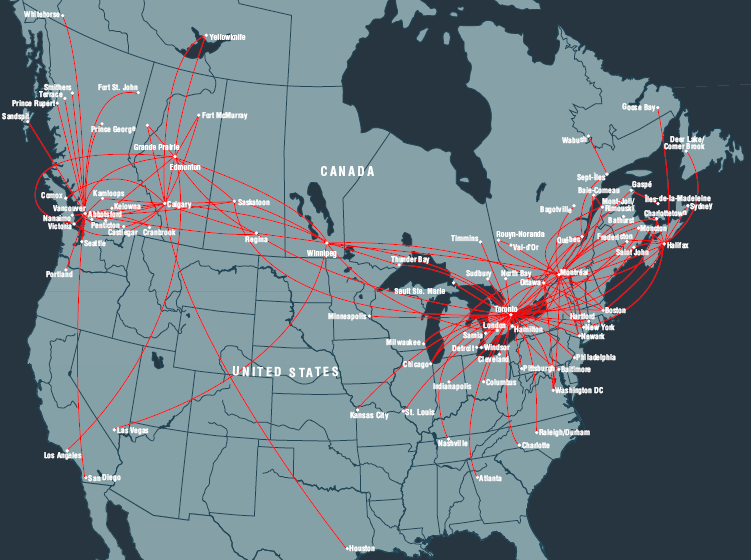 Whitehorse
Yellowknife
Smithers
Terrace
Prince Rupert
Fort St. John
Goose Bay
Sandspit
Fort McMurray
Prince George
Wabush
Deer Lake/
Corner Brook
Grande Prairie
Edmonton
CANADA
Sept-Iles
Gaspé
Baie-Comeau
Comox
Kamloops
Iles-de-la-Madeleine
Mont-Joli/
Rimouski
Vancouver
Kelowna
Calgary
Saskatoon
Bagotville
Charlottetown
Sydney
Abbotsford
Nanaimo
Bathurst
Victoria
Penticton
Castlegar
Cranbrook
Moncton
Seattle
Regina
Timmins
Rouyn-Noranda
Val-d'Or
Québec
Fredericton
Halifax
Winnipeg
Saint John
Portland
Thunder Bay
Sudbury
North Bay
Montréal
Ottawa
Sault Ste. Marie
Toronto
Boston
Minneapolis
London
Hamilton
Hartford
New York
Sarnia
Newark
Milwaukee
Detroit
Windsor
Cleveland
Philadelphia
Chicago
UNITED STATES
Pittsburgh
Baltimore
Indianapolis
Columbus
Washington DC
Kansas City
St. Louis
Las Vegas
Raleigh/Durham
Nashville
Charlotte
Los Angeles
San Diego
Atlanta
Houston